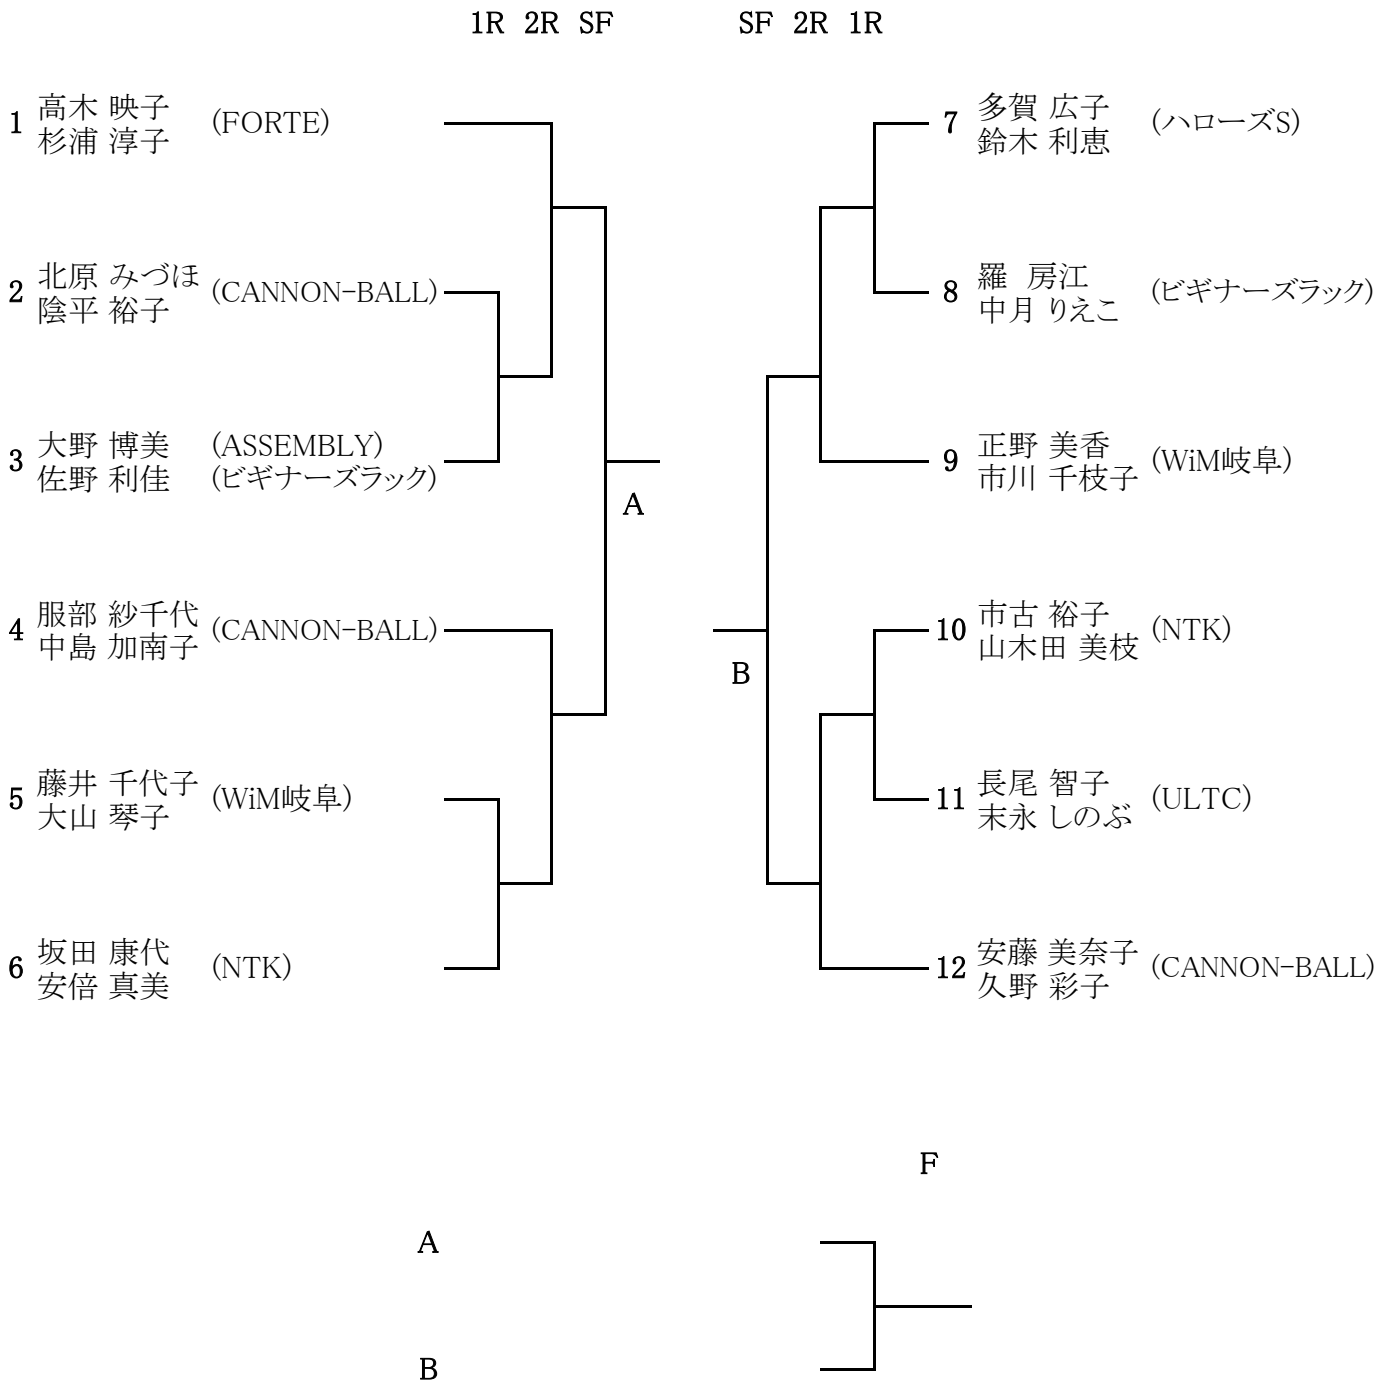 1R 2R SF
SF 2R 1R
1 高木 映子 (FORTE)
杉浦 淳子
2 北原 みづほ (CANNON-BALL)
陰平 裕子
3 大野 博美 (ASSEMBLY)
佐野 利佳 (ビギナーズラック)
A
4 服部 紗千代 (CANNON-BALL)
中島 加南子
5 藤井 千代子 (WiM岐阜)
大山 琴子
6 坂田 康代 (NTK)
安倍 真美
7 多賀 広子 (ハローズS)
鈴木 利恵
8 羅 房江 (ビギナーズラック)
中月 りえこ
9 正野 美香 (WiM岐阜)
市川 千枝子
10 市古 裕子 (NTK)
山木田 美枝
B
11 長尾 智子 (ULTC)
末永 しのぶ
12 安藤 美奈子 (CANNON-BALL)
久野 彩子
F
A
B